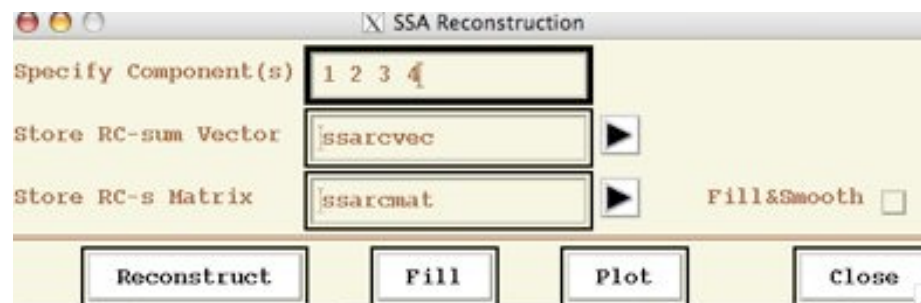 X SSA Reconstruction
Specify Component(s) 1 2 3 4
Store RC-sum Vector ssarcvec
Store RC-s Matrix ssarcmat Fill&Smooth
Reconstruct Fill Plot Close